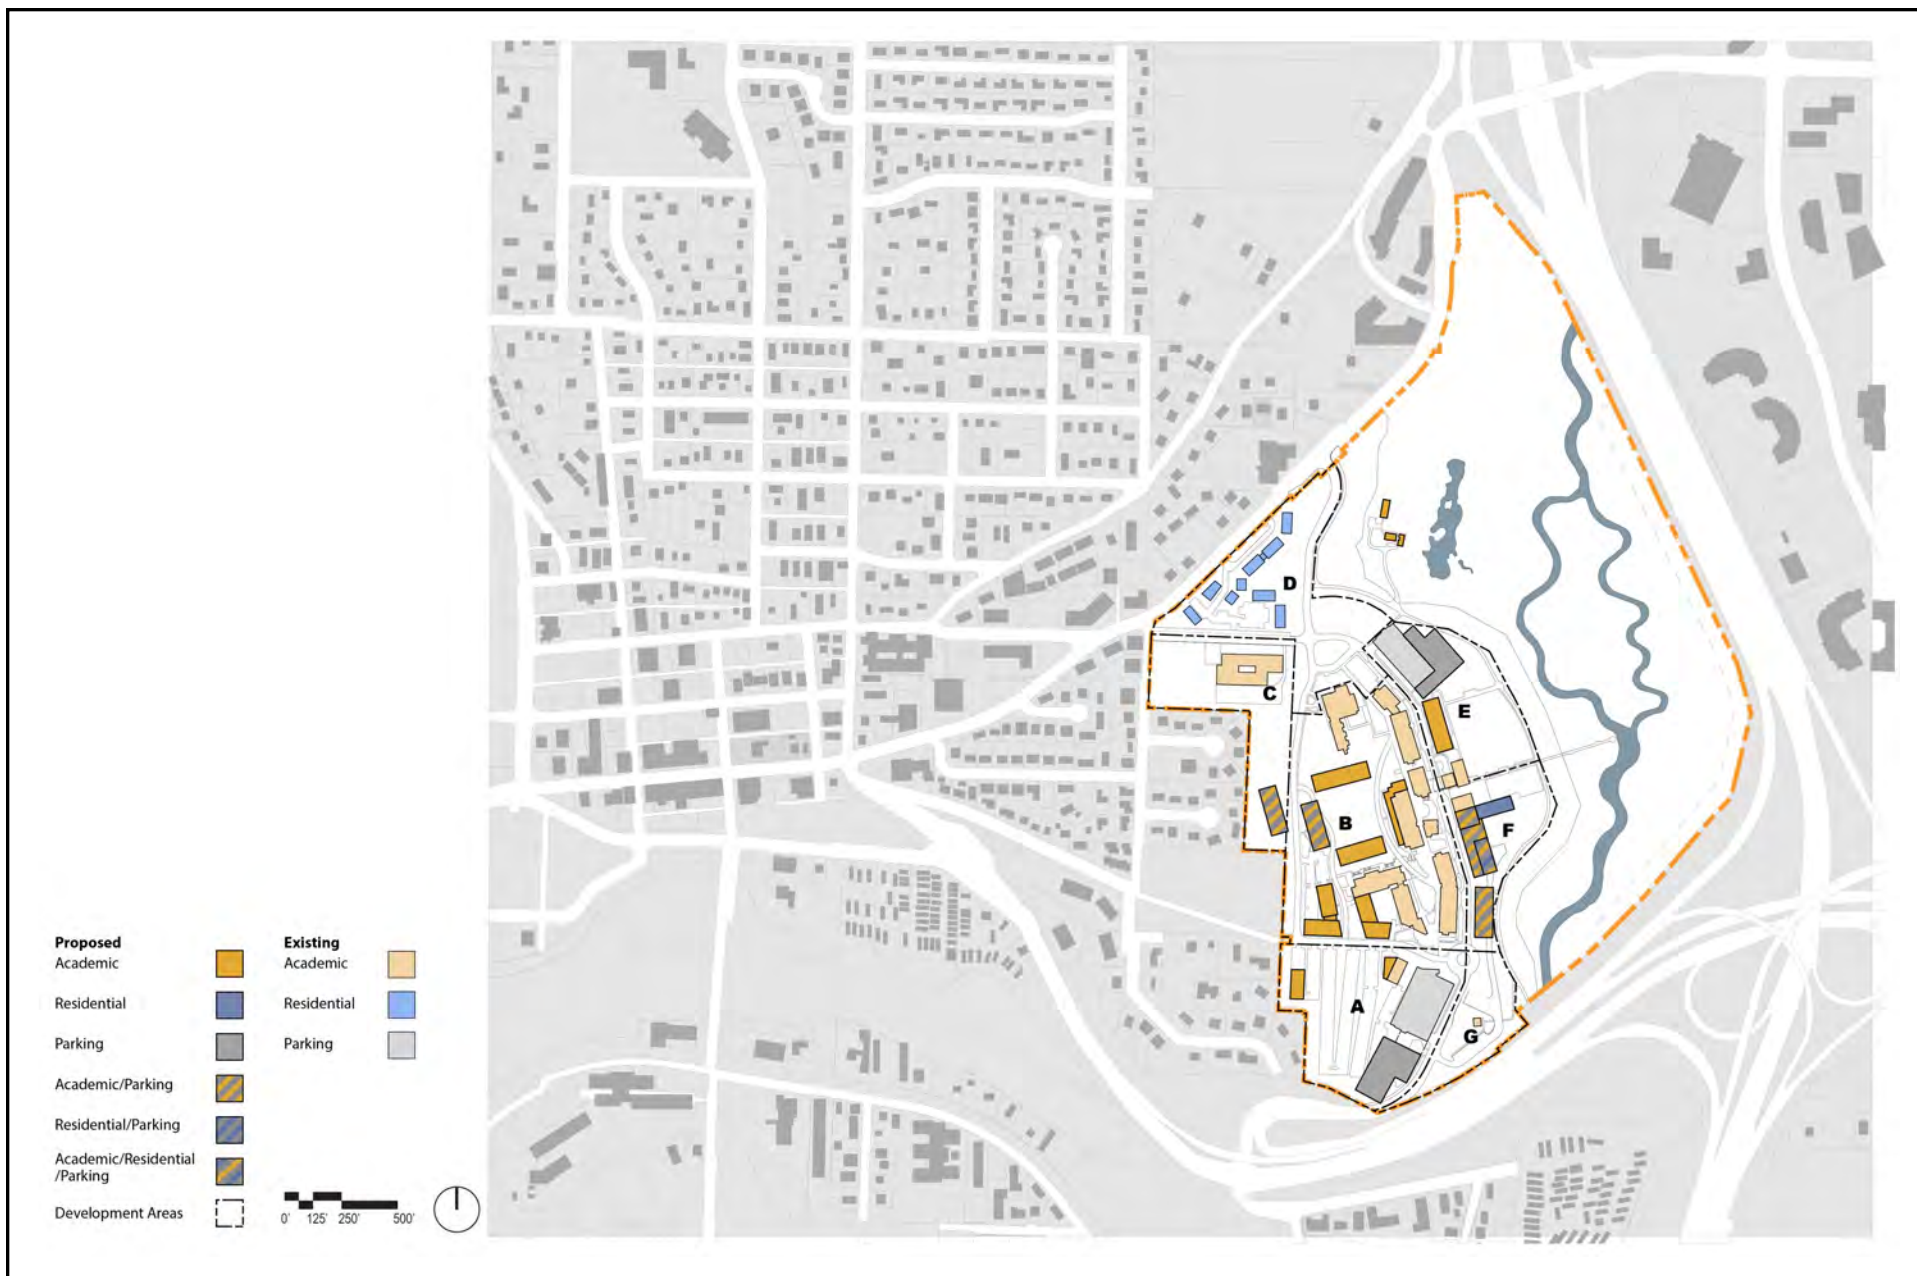 Proposed
Academic
Residential
Parking
Academic/Parking
Residential/Parking
Academic/Residential
/Parking
Development Areas
Existing
Academic
Residential
Parking
0' 125' 250' 500'
D
C
E
B
F
A
G